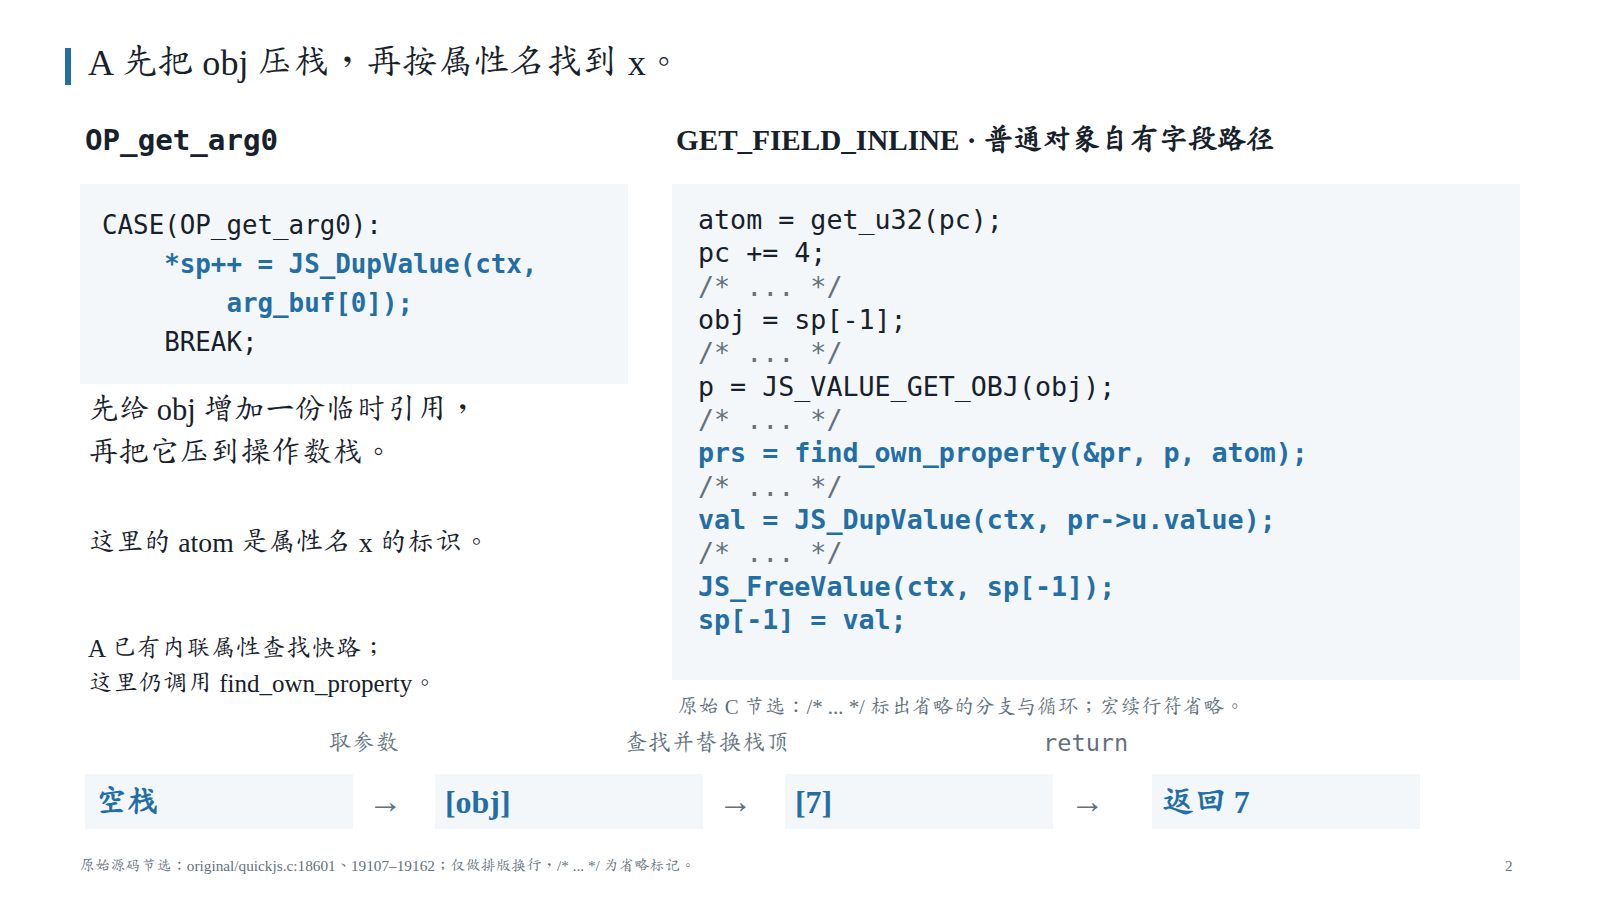 A 先把 obj 压栈，再按属性名找到 x。
OP_get_arg0
CASE(OP_get_arg0):
*sp++ = JS_DupValue(ctx,
arg_buf[0]);
BREAK;
先给 obj 增加一份临时引用，
再把它压到操作数栈。
这里的 atom 是属性名 x 的标识。
A 已有内联属性查找快路；
这里仍调用 find_own_property。
GET_FIELD_INLINE · 普通对象自有字段路径
atom = get_u32(pc);
pc += 4;
/* ... */
obj = sp[-1];
/* ... */
p = JS_VALUE_GET_OBJ(obj);
/* ... */
prs = find_own_property(&pr, p, atom);
/* ... */
val = JS_DupValue(ctx, pr->u.value);
/* ... */
JS_FreeValue(ctx, sp[-1]);
sp[-1] = val;
原始 C 节选：/* ... */ 标出省略的分支与循环；宏续行符省略。
取参数 查找并替换栈顶 return
空栈 → [obj] → [7] → 返回 7
原始源码节选：original/quickjs.c:18601、19107–19162；仅做排版换行，/* ... */ 为省略标记。 2